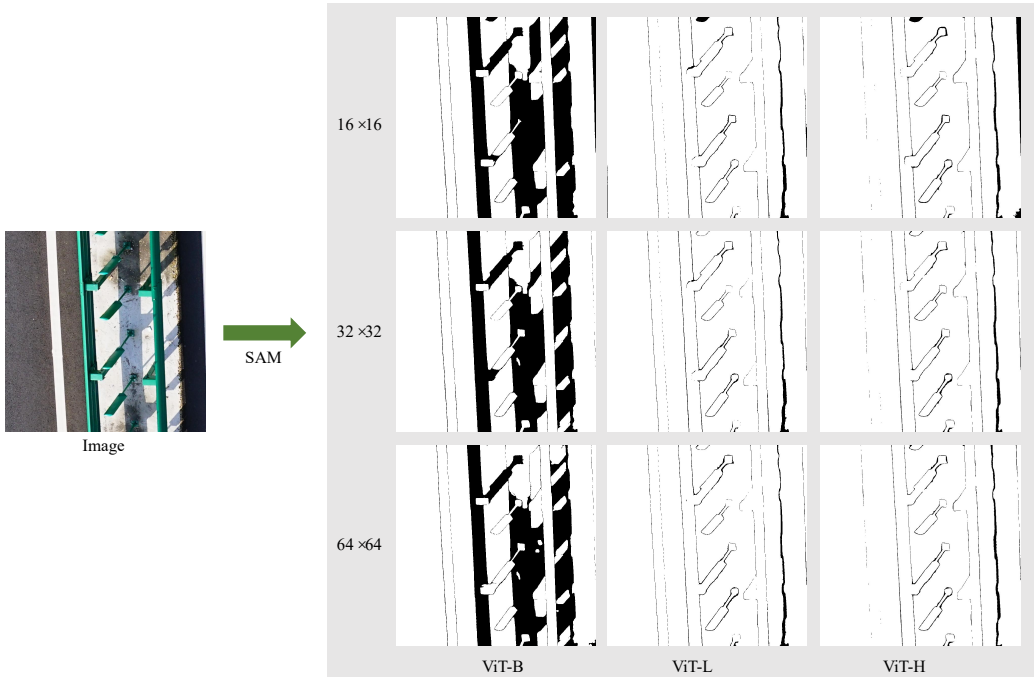 16 ×16
32 ×32
SAM
Image
64 ×64
ViT-B
ViT-L
ViT-H